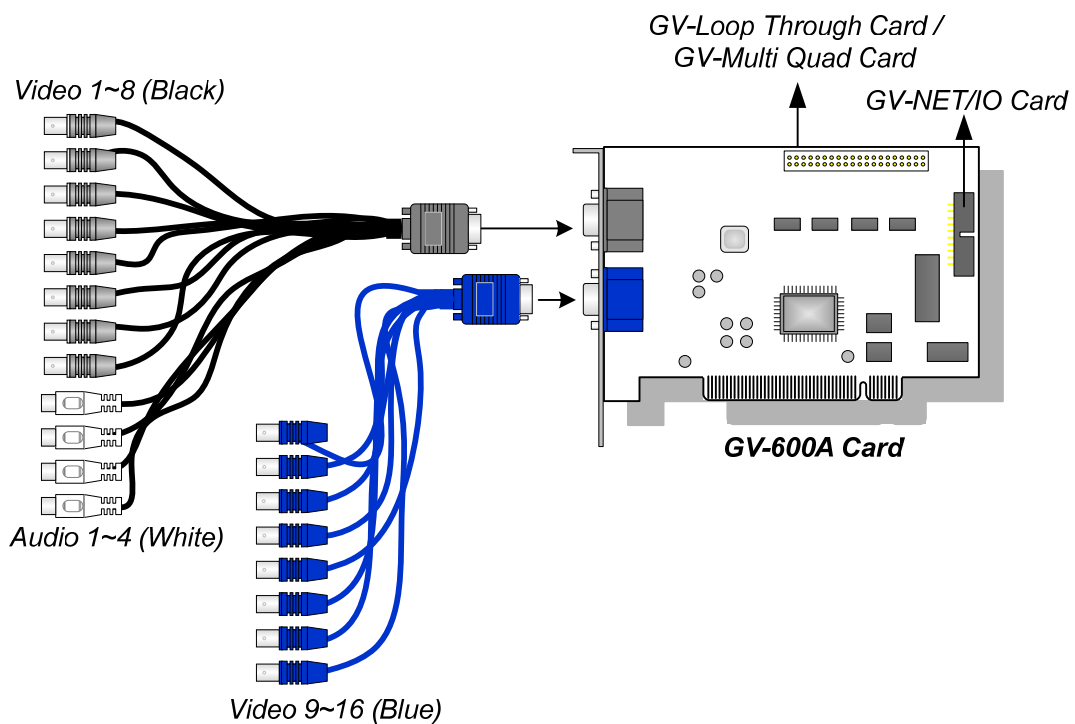 GV-Loop Through Card /
GV-Multi Quad Card
Video 1~8 (Black)
GV-NET/IO Card
GV-600A Card
Audio 1~4 (White)
Video 9~16 (Blue)